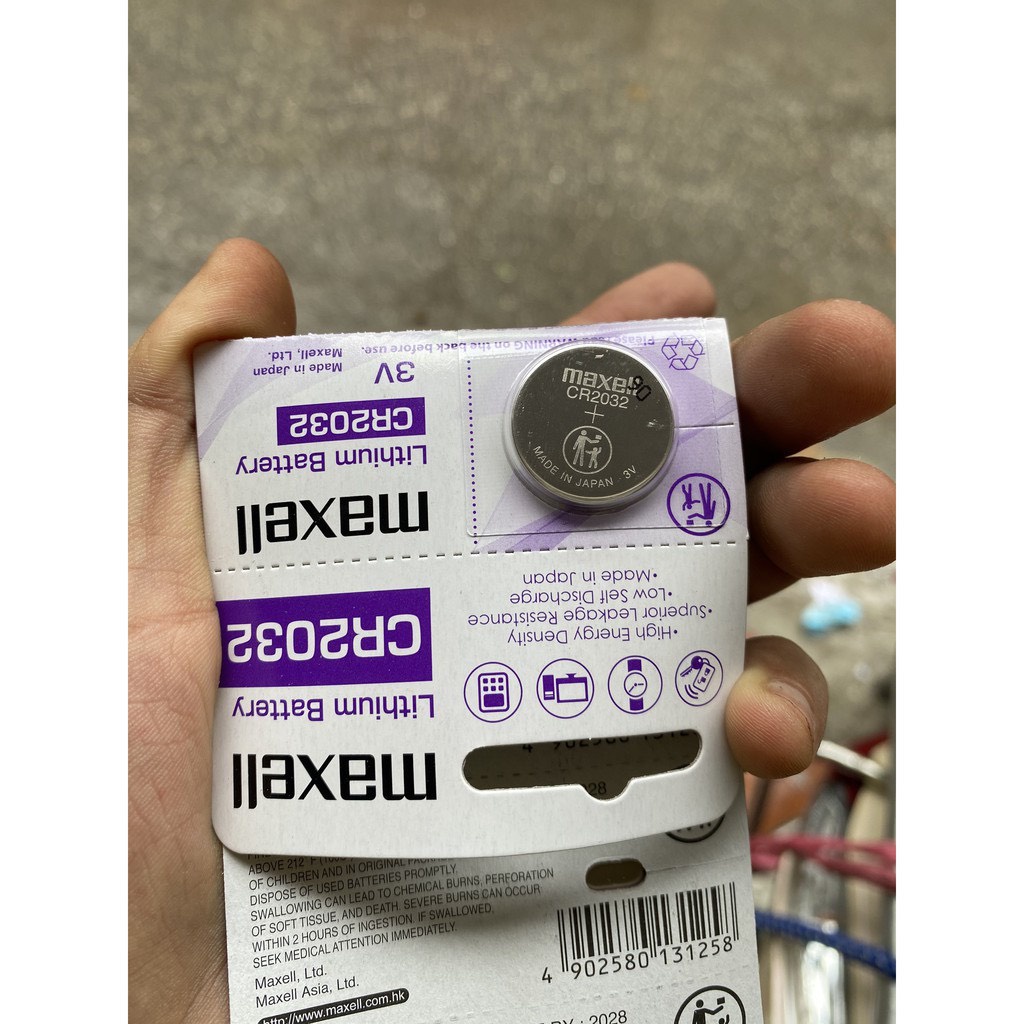 maxell
Lithium Battery
CR2032
•High Energy Density
•Superior Leakage Resistance
•Low Self Discharge
•Made in Japan
maxell
Lithium Battery
CR2032
3V
Made in Japan
Maxell, Ltd.
WARNING on the back before use.
maxell
CR2032
+
MADE IN JAPAN 3V
28
ABOVE 212
OF CHILDREN AND IN ORIGINAL
DISPOSE OF USED BATTERIES PROMPTLY.
SWALLOWING CAN LEAD TO CHEMICAL BURNS, PERFORATION
OF SOFT TISSUE, AND DEATH. SEVERE BURNS CAN OCCUR
WITHIN 2 HOURS OF INGESTION. IF SWALLOWED,
SEEK MEDICAL ATTENTION IMMEDIATELY.
Maxell, Ltd.
Maxell Asia, Ltd.
http://www.maxell.com.hk
4 902580 131258
: 2028